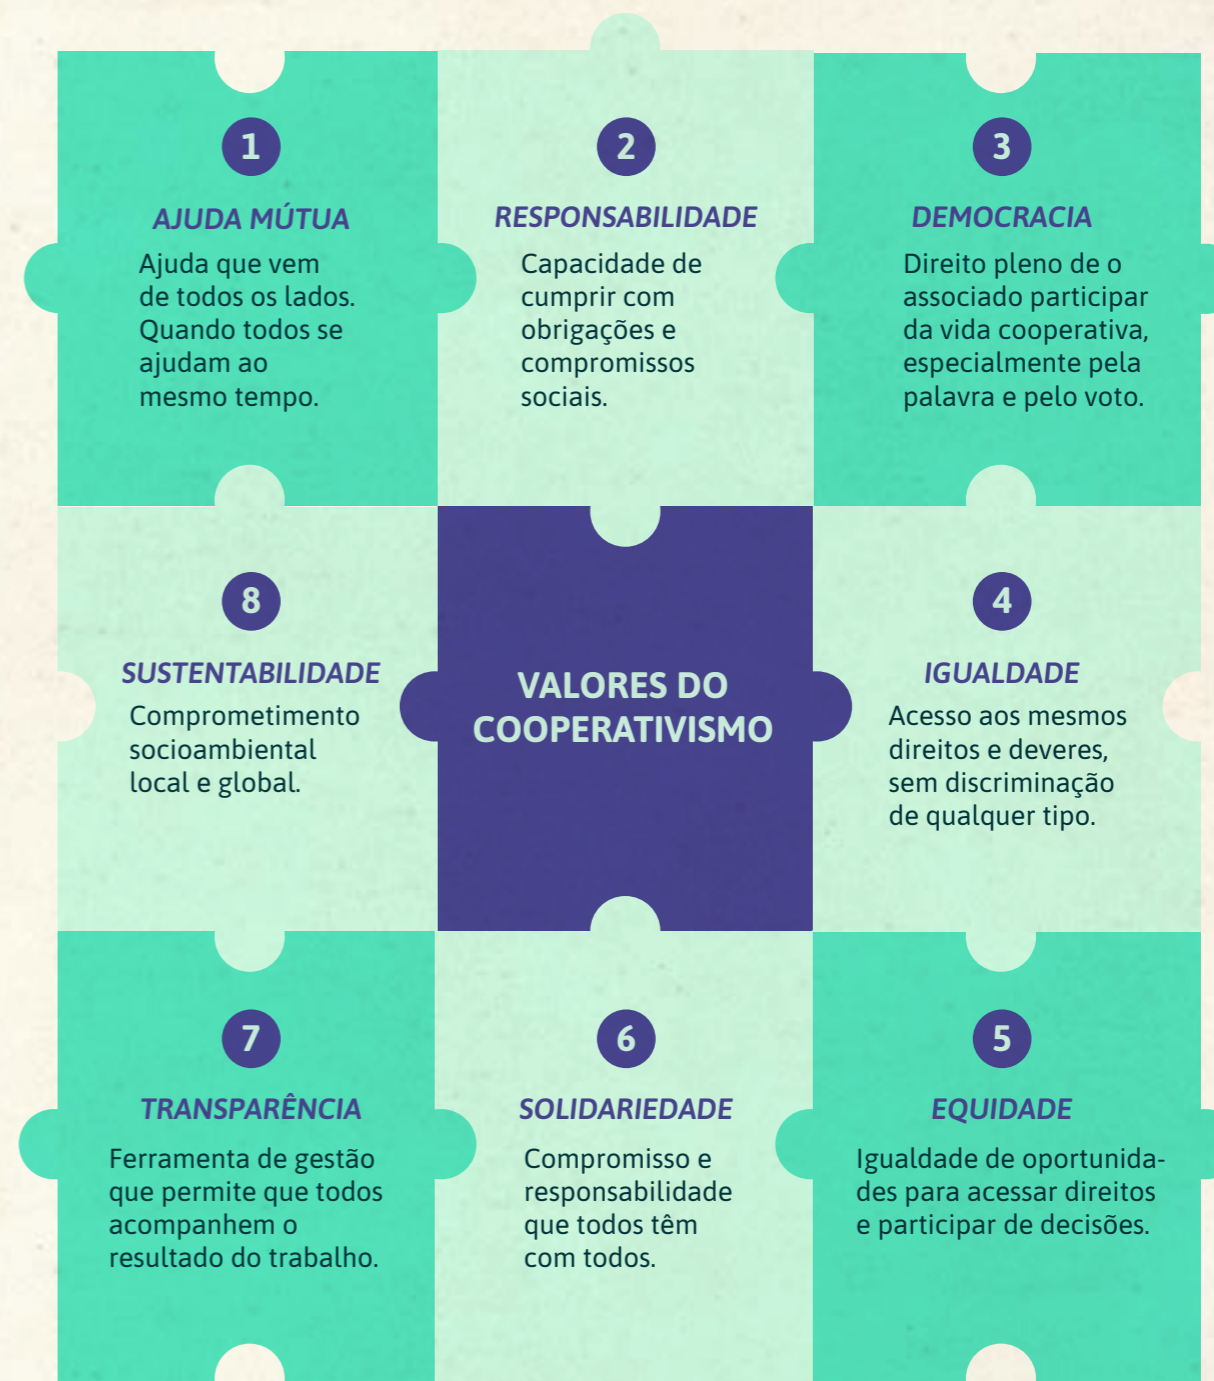 1
AJUDA MÚTUA
Ajuda que vem
de todos os lados.
Quando todos se
ajudam ao
mesmo tempo.
2
RESPONSABILIDADE
Capacidade de
cumprir com
obrigações e
compromissos
sociais.
3
DEMOCRACIA
Direito pleno de o
associado participar
da vida cooperativa,
especialmente pela
palavra e pelo voto.
8
SUSTENTABILIDADE
Comprometimento
socioambiental
local e global.
VALORES DO
COOPERATIVISMO
4
IGUALDADE
Acesso aos mesmos
direitos e deveres,
sem discriminação
de qualquer tipo.
7
TRANSPARÊNCIA
Ferramenta de gestão
que permite que todos
acompanhem o
resultado do trabalho.
6
SOLIDARIEDADE
Compromisso e
responsabilidade
que todos têm
com todos.
5
EQUIDADE
Igualdade de oportunida-
des para acessar direitos
e participar de decisões.